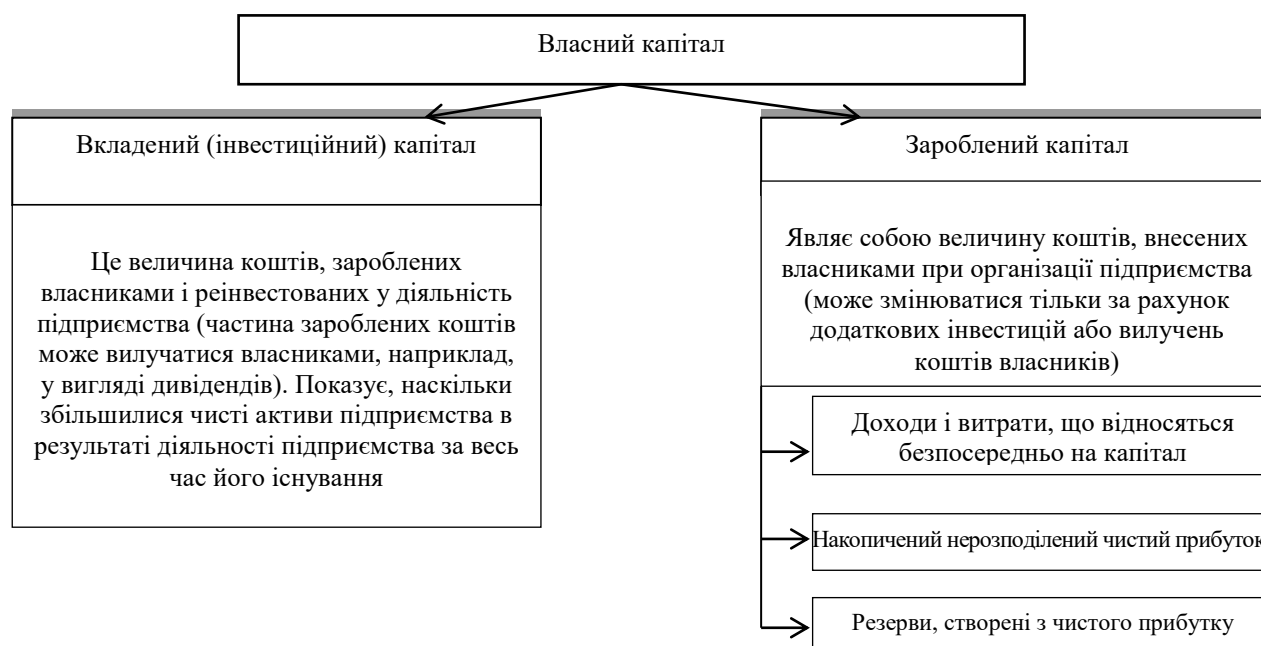 Власний капітал
Вкладений (інвестиційний) капітал
Це величина коштів, зароблених
власниками і реінвестованих у діяльність
підприємства (частина зароблених коштів
може вилучатися власниками, наприклад,
у вигляді дивідендів). Показує, наскільки
збільшилися чисті активи підприємства в
результаті діяльності підприємства за весь
час його існування
Зароблений капітал
Являє собою величину коштів, внесених
власниками при організації підприємства
(може змінюватися тільки за рахунок
додаткових інвестицій або вилучень
коштів власників)
Доходи і витрати, що відносяться
безпосередньо на капітал
Накопичений нерозподілений чистий прибуток
Резерви, створені з чистого прибутку